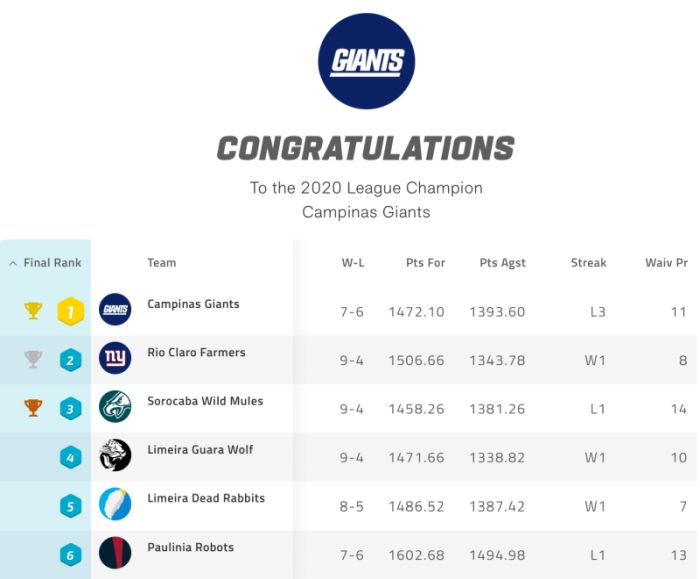 GIANTS
CONGRATULATIONS
To the 2020 League Champion
Campinas Giants
Final Rank Team W-L Pts For Pts Agst Streak Waiv Pr
1 GIANTS Campinas Giants 7-6 1472.10 1393.60 L3 11
2 ny Rio Claro Farmers 9-4 1506.66 1343.78 W1 8
3 Sorocaba Wild Mules 9-4 1458.26 1381.26 L1 14
4 Limeira Guara Wolf 9-4 1471.66 1338.82 W1 10
5 Limeira Dead Rabbits 8-5 1486.52 1387.42 W1 7
6 Paulinia Robots 7-6 1602.68 1494.98 L1 13